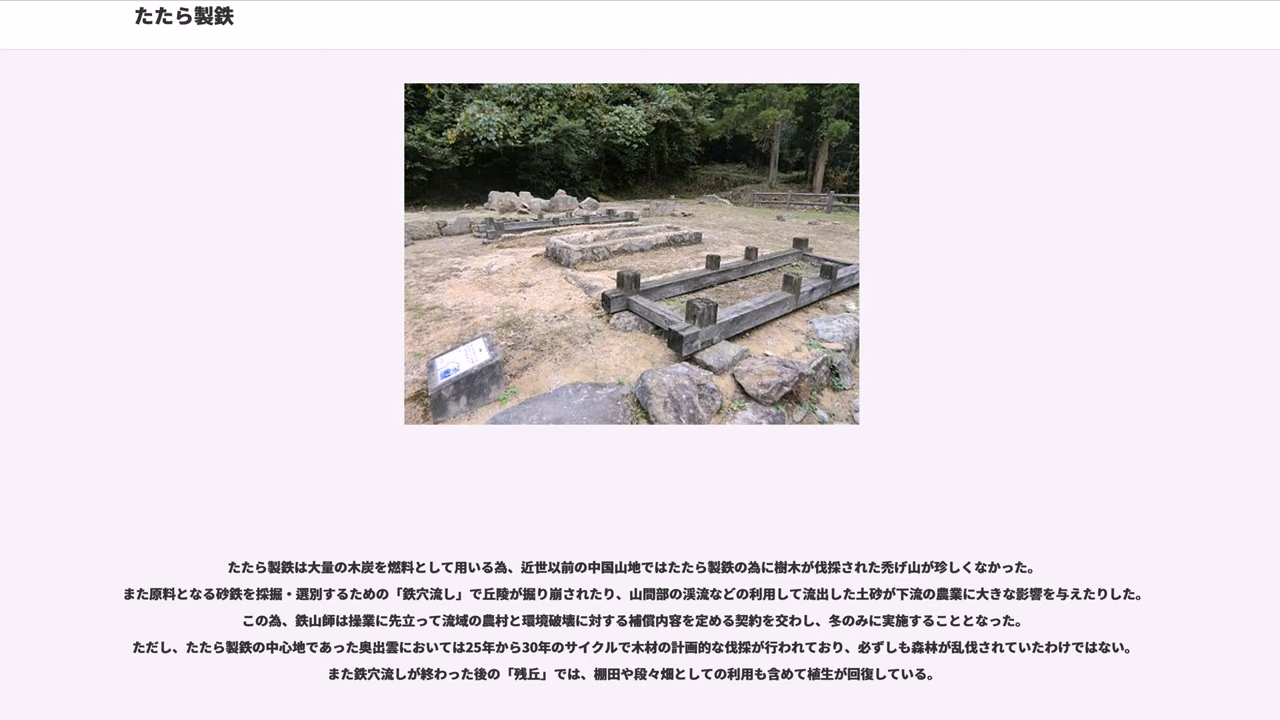 たたら製鉄
たたら製鉄は大量の木炭を燃料として用いる為、近世以前の中国山地ではたたら製鉄の為に樹木が伐採された禿げ山が珍しくなかった。
また原料となる砂鉄を採掘・選別するための「鉄穴流し」で丘陵が掘り崩されたり、山間部の渓流などの利用して流出した土砂が下流の農業に大きな影響を与えたりした。
この為、鉄山師は操業に先立って流域の農村と環境破壊に対する補償内容を定める契約を交わし、冬のみに実施することとなった。
ただし、たたら製鉄の中心地であった奥出雲においては25年から30年のサイクルで木材の計画的な伐採が行われており、必ずしも森林が乱伐されていたわけではない。
また鉄穴流しが終わった後の「残丘」では、棚田や段々畑としての利用も含めて植生が回復している。